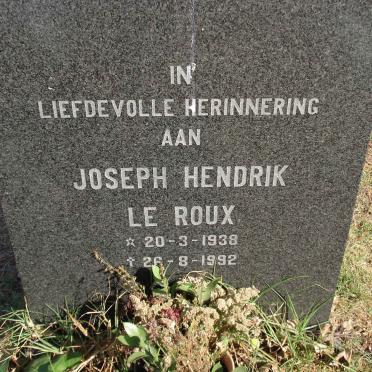 IN
LIEFDEVOLLE HERINNERING
AAN
JOSEPH HENDRIK
LE ROUX
☆ 20-3-1938
✝ 26-8-1992